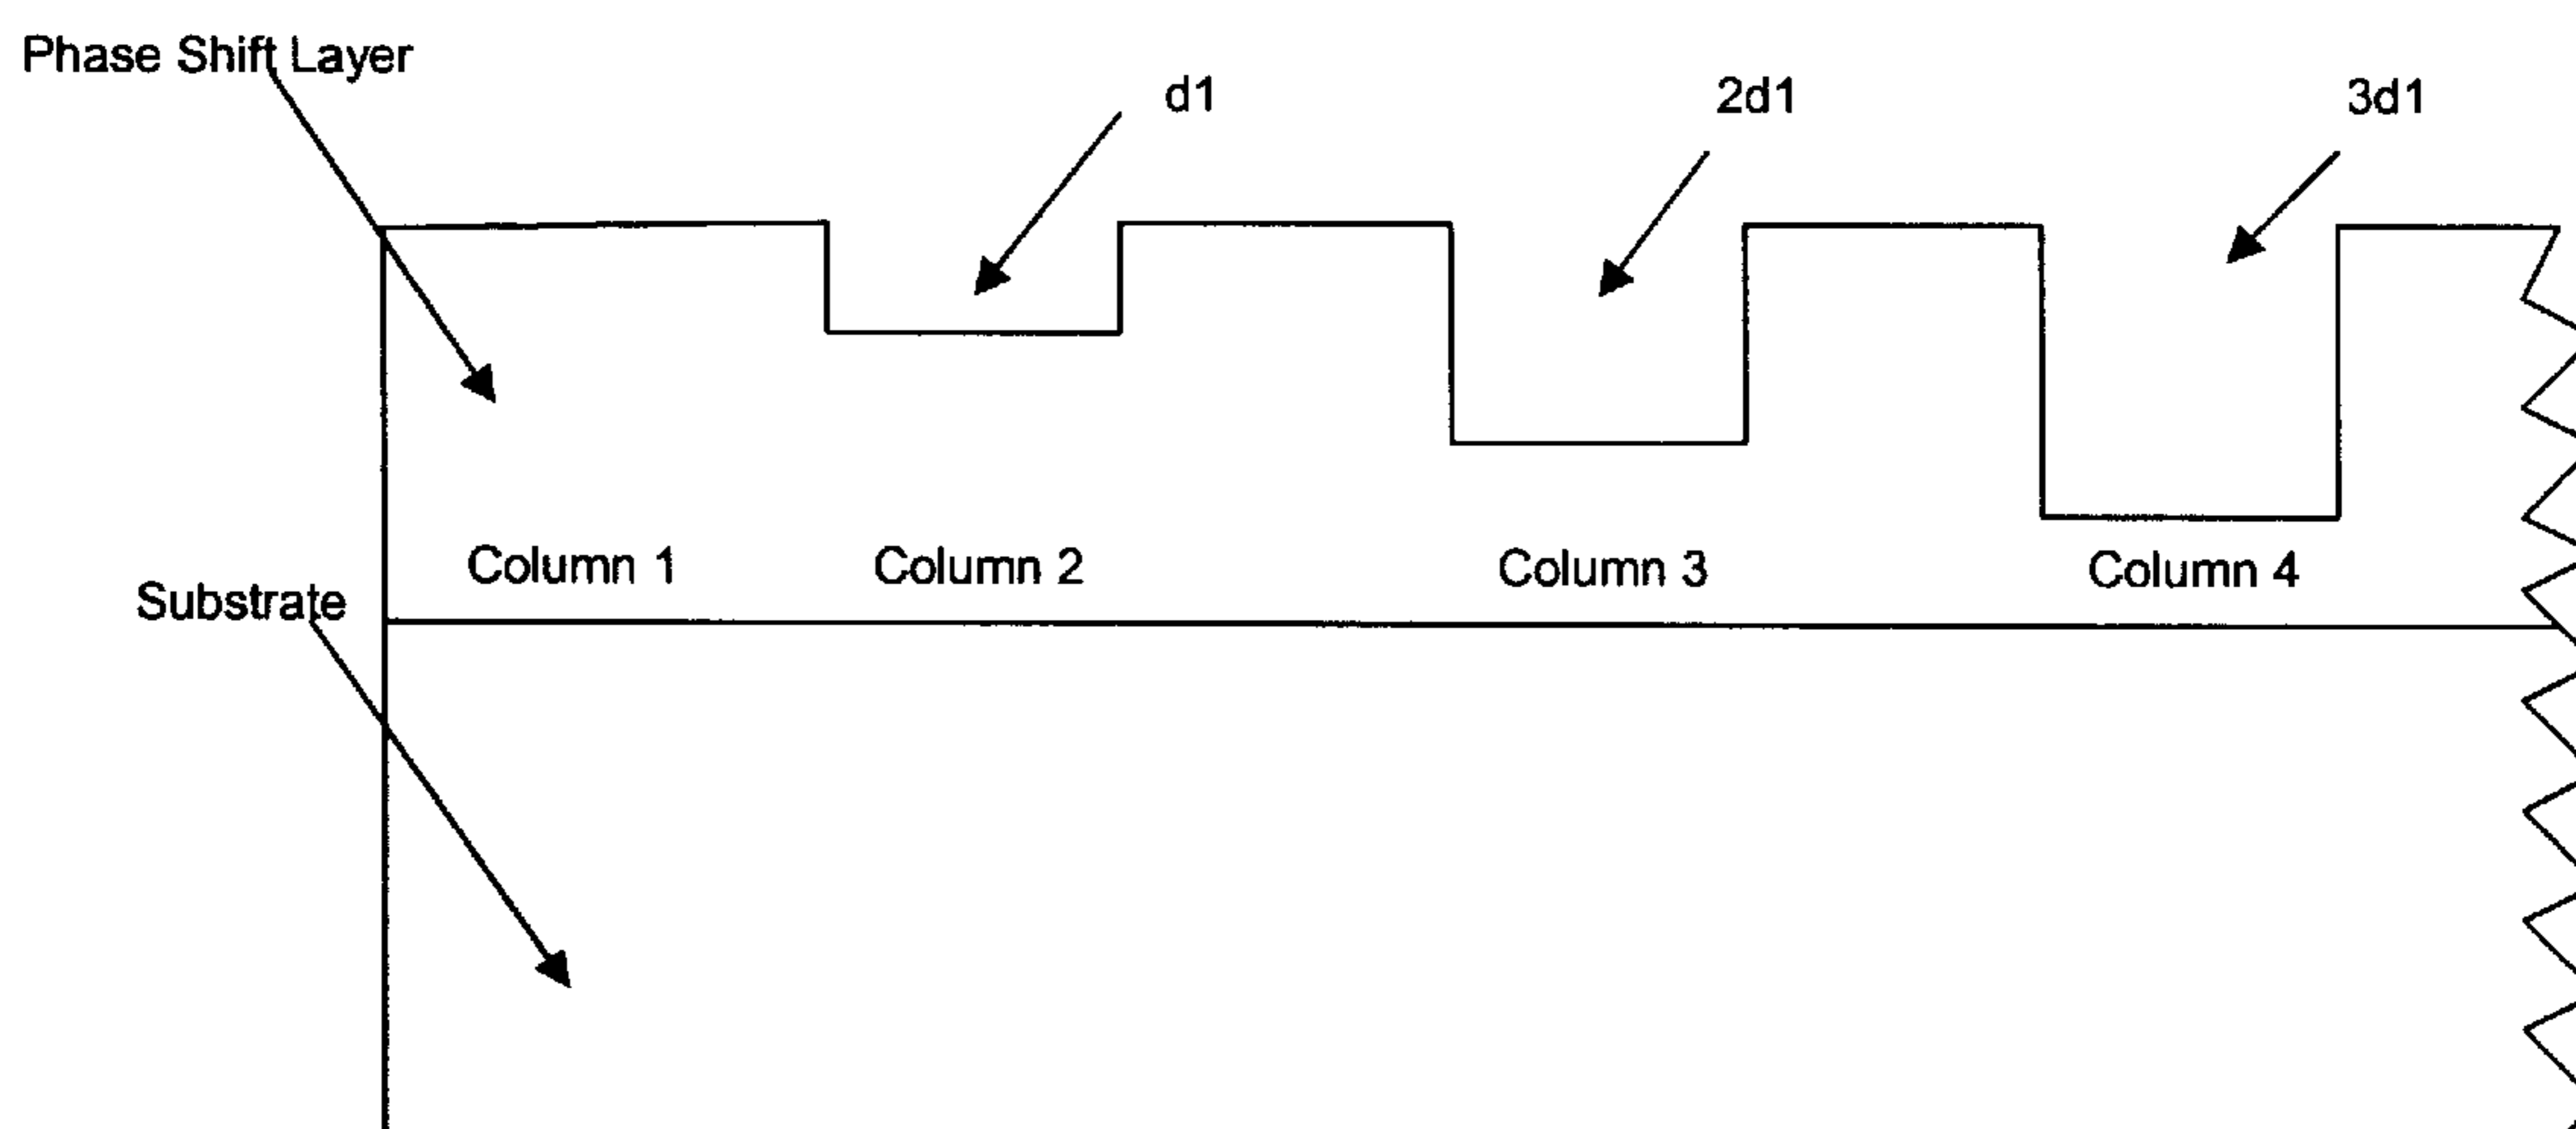 Phase Shift Layer
d1
2d1
3d1
Column 1
Column 2
Column 3
Column 4
Substrate